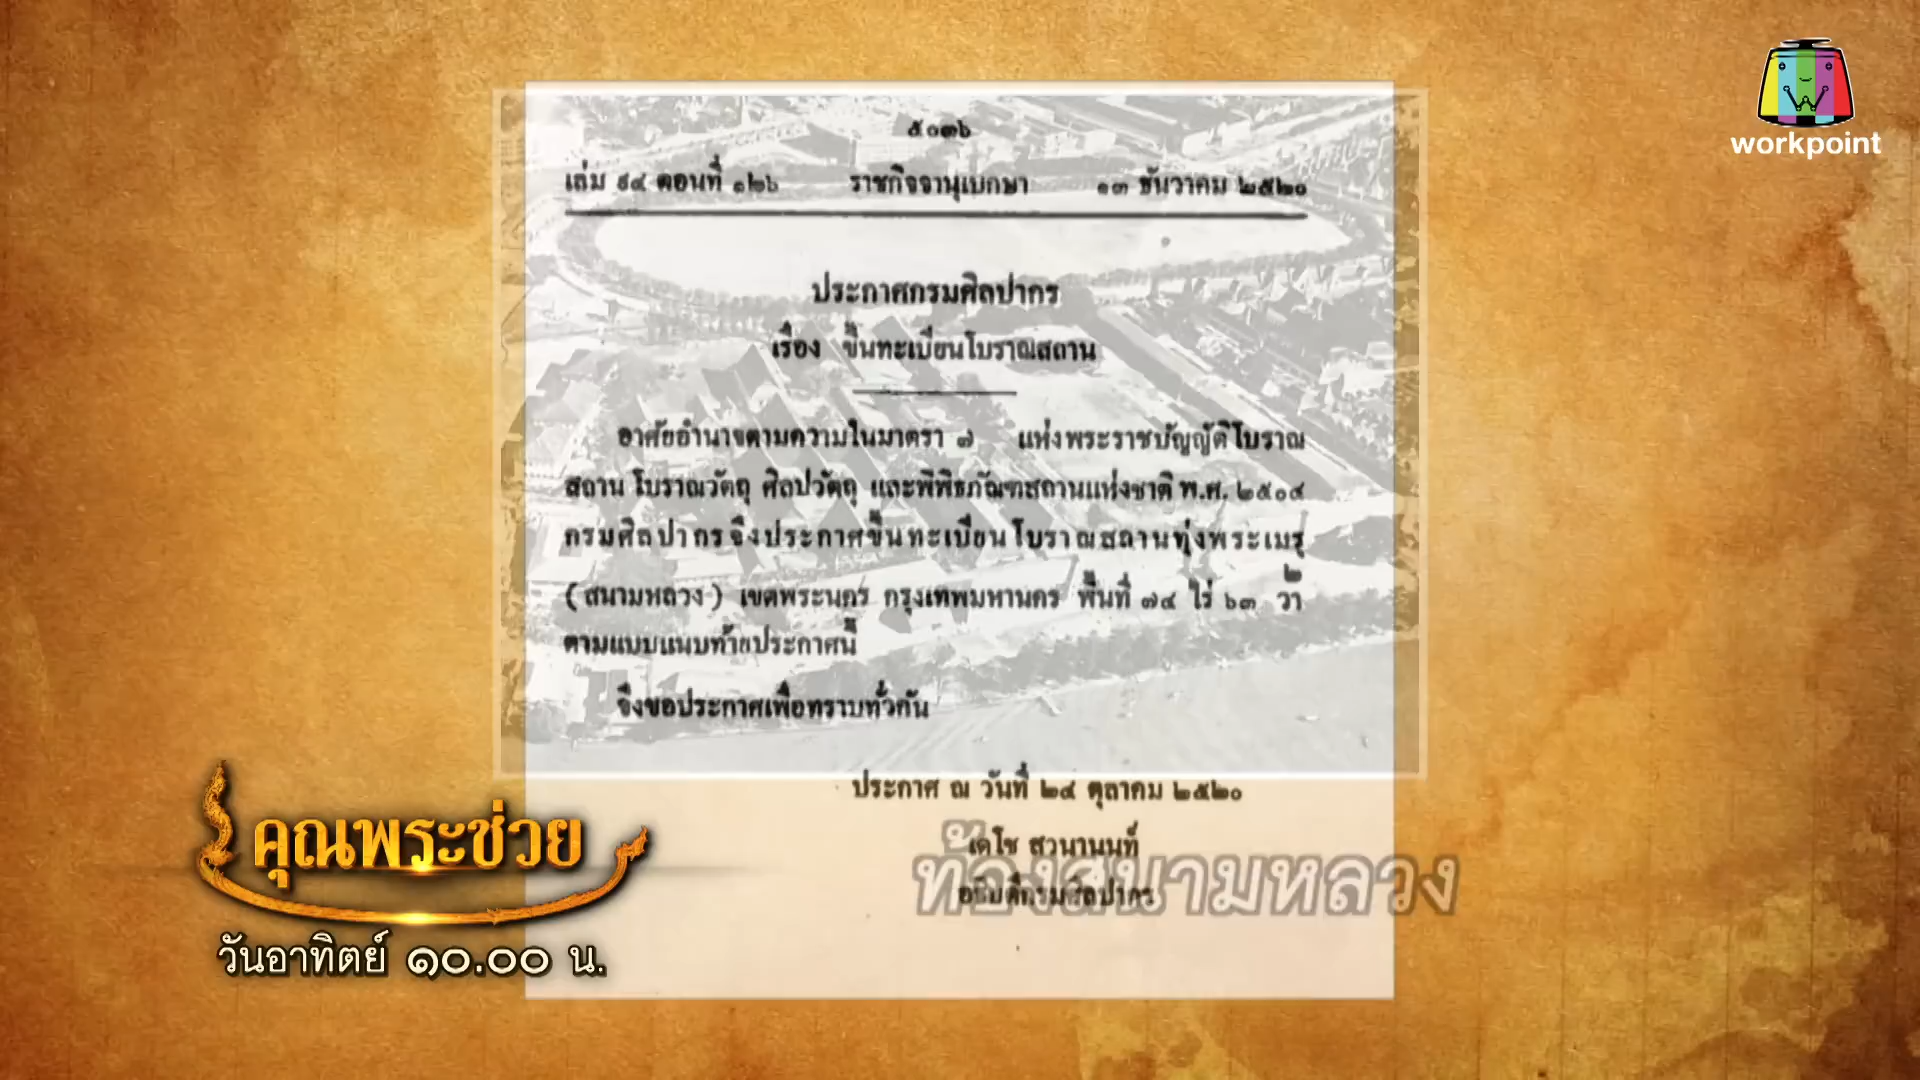 workpoint
๕๐๓๖
เล่ม ๙๔ ตอนที่ ๑๒๖ ราชกิจจานุเบกษา ๑๓ ธันวาคม ๒๕๒๐
ประกาศกรมศิลปากร
เรื่อง ขึ้นทะเบียนโบราณสถาน
อาศัยอำนาจตามความในมาตรา ๗ แห่งพระราชบัญญัติโบราณ
สถาน โบราณวัตถุ ศิลปวัตถุ และพิพิธภัณฑสถานแห่งชาติ พ.ศ. ๒๕๐๔
กรมศิลปากรจึงประกาศขึ้นทะเบียนโบราณสถานทุ่งพระเมรุ
(สนามหลวง) เขตพระนคร กรุงเทพมหานคร พื้นที่ ๗๔ ไร่ ๖๓ วา๒
ตามแบบแนบท้ายประกาศนี้
จึงขอประกาศเพื่อทราบทั่วกัน
ประกาศ ณ วันที่ ๒๔ ตุลาคม ๒๕๒๐
เดโช สวนานนท์
อธิบดีกรมศิลปากร
ท้องสนามหลวง
คุณพระช่วย
วันอาทิตย์ ๑๐.๐๐ น.